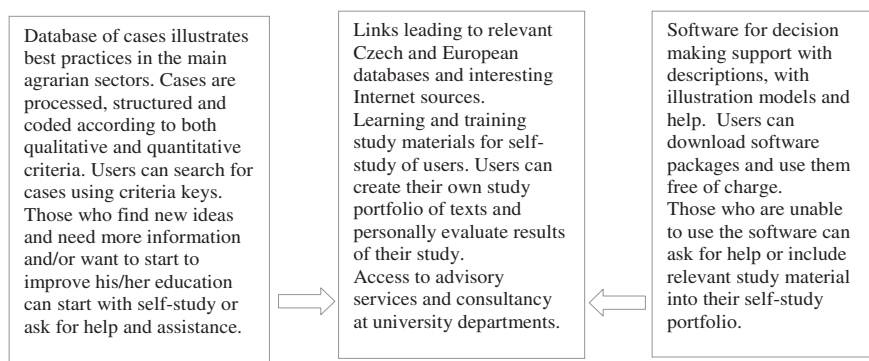 Database of cases illustrates
best practices in the main
agrarian sectors. Cases are
processed, structured and
coded according to both
qualitative and quantitative
criteria. Users can search for
cases using criteria keys.
Those who find new ideas
and need more information
and/or want to start to
improve his/her education
can start with self-study or
ask for help and assistance.
Links leading to relevant
Czech and European
databases and interesting
Internet sources.
Learning and training
study materials for self-
study of users. Users can
create their own study
portfolio of texts and
personally evaluate results
of their study.
Access to advisory
services and consultancy
at university departments.
Software for decision
making support with
descriptions, with
illustration models and
help.  Users can
download software
packages and use them
free of charge.
Those who are unable
to use the software can
ask for help or include
relevant study material
into their self-study
portfolio.